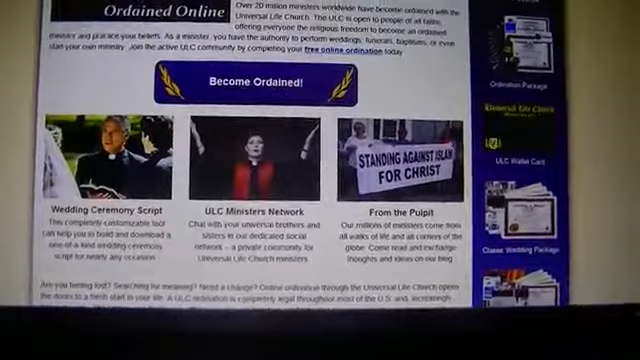 Ordained Online
Over 20 million ministers worldwide have become ordained with the
Universal Life Church. The ULC is open to people of all faiths,
offering everyone the religious freedom to become an ordained
minister and practice your beliefs. As a minister, you have the authority to perform weddings, funerals, baptisms, or even
start your own ministry. Join the active ULC community by completing your free online ordination today
Become Ordained!
STANDING AGAINST ISLAM
FOR CHRIST
Wedding Ceremony Script
This completely-customizable tool
can help you to build and download a
one-of-a-kind wedding ceremony
script for nearly any occasion
ULC Ministers Network
Chat with your universal brothers and
sisters in our dedicated social
network - a private community for
Universal Life Church ministers
From the Pulpit
Our millions of ministers come from
all walks of life and all corners of the
globe. Come read and exchange
thoughts and ideas on our blog
Are you feeling lost? Searching for meaning? Need a change? Online ordination through the Universal Life Church opens
the doors to a fresh start in your life. A ULC ordination is completely legal throughout most of the U.S. and, increasingly
Ordination Package
Universal Life Church
ULC Wallet Card
Classic Wedding Package